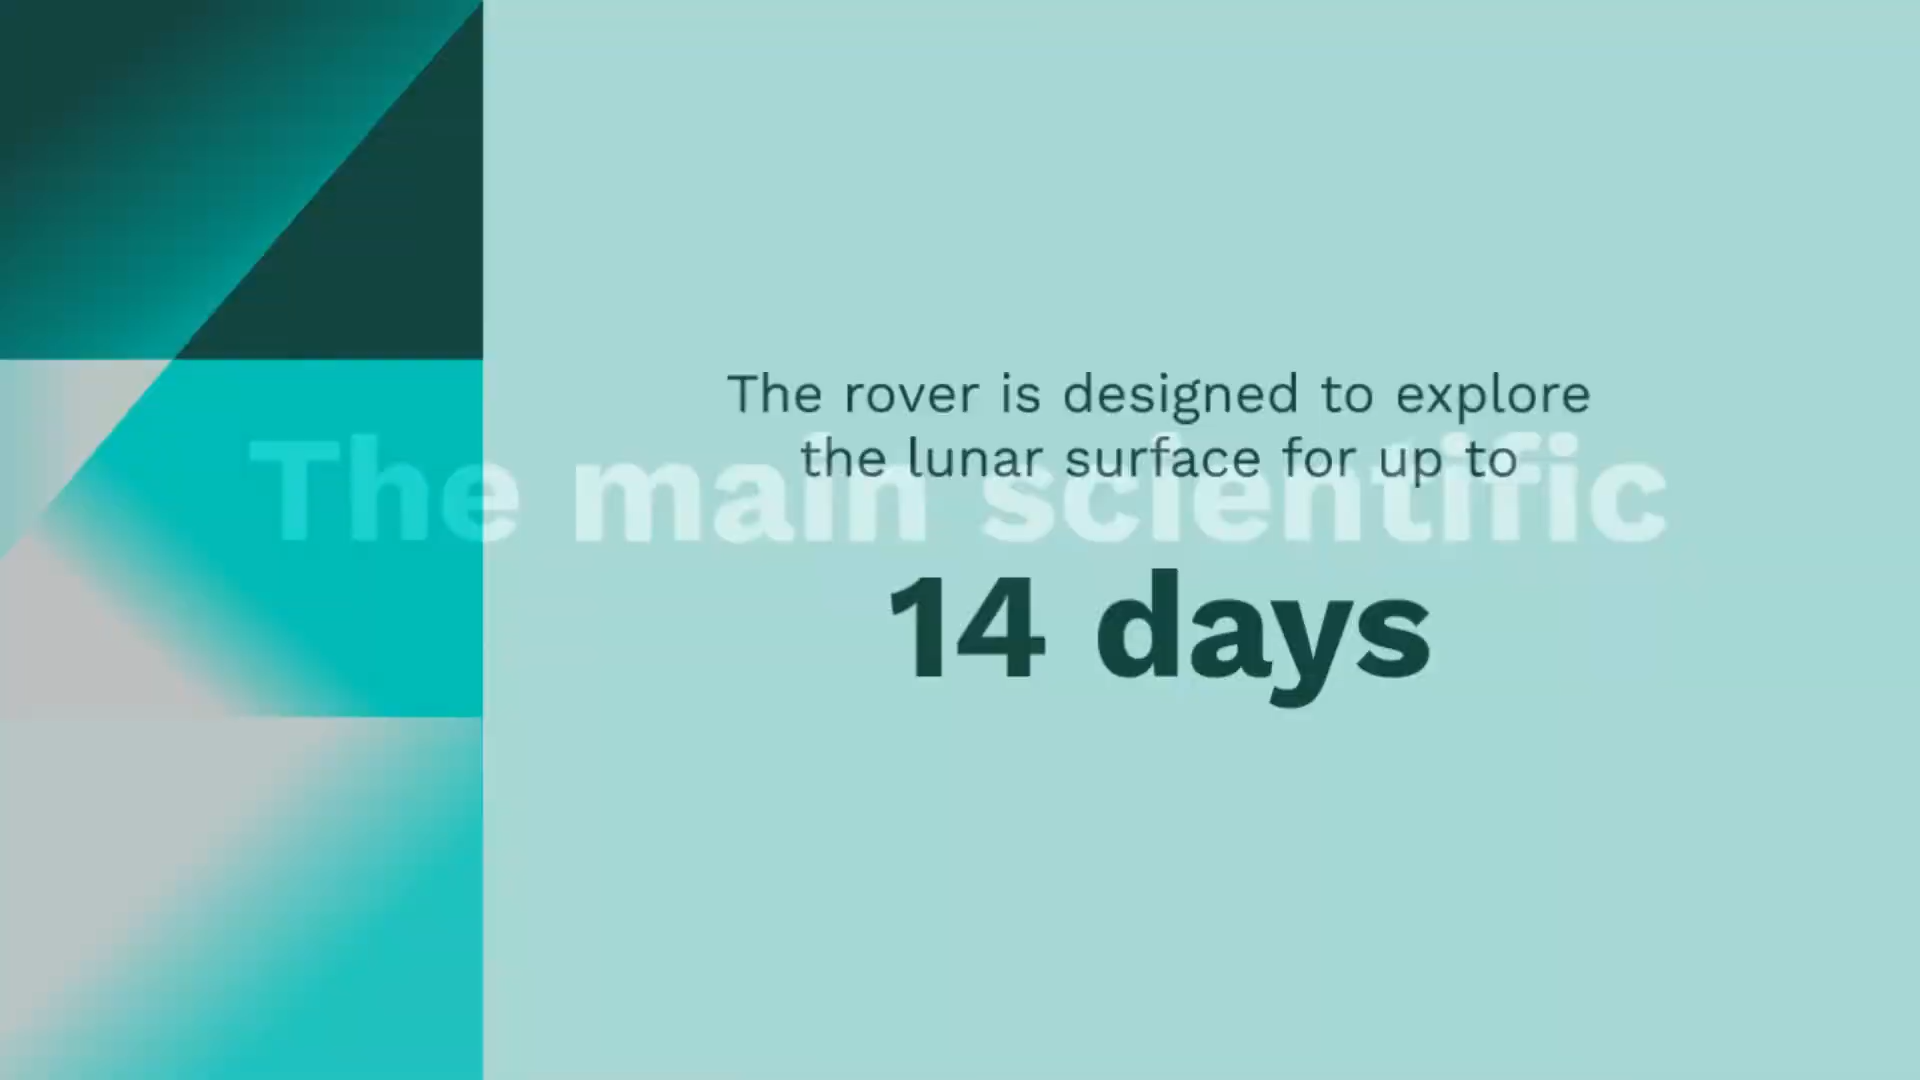 The rover is designed to explore
the lunar surface for up to
The main scientific
14 days